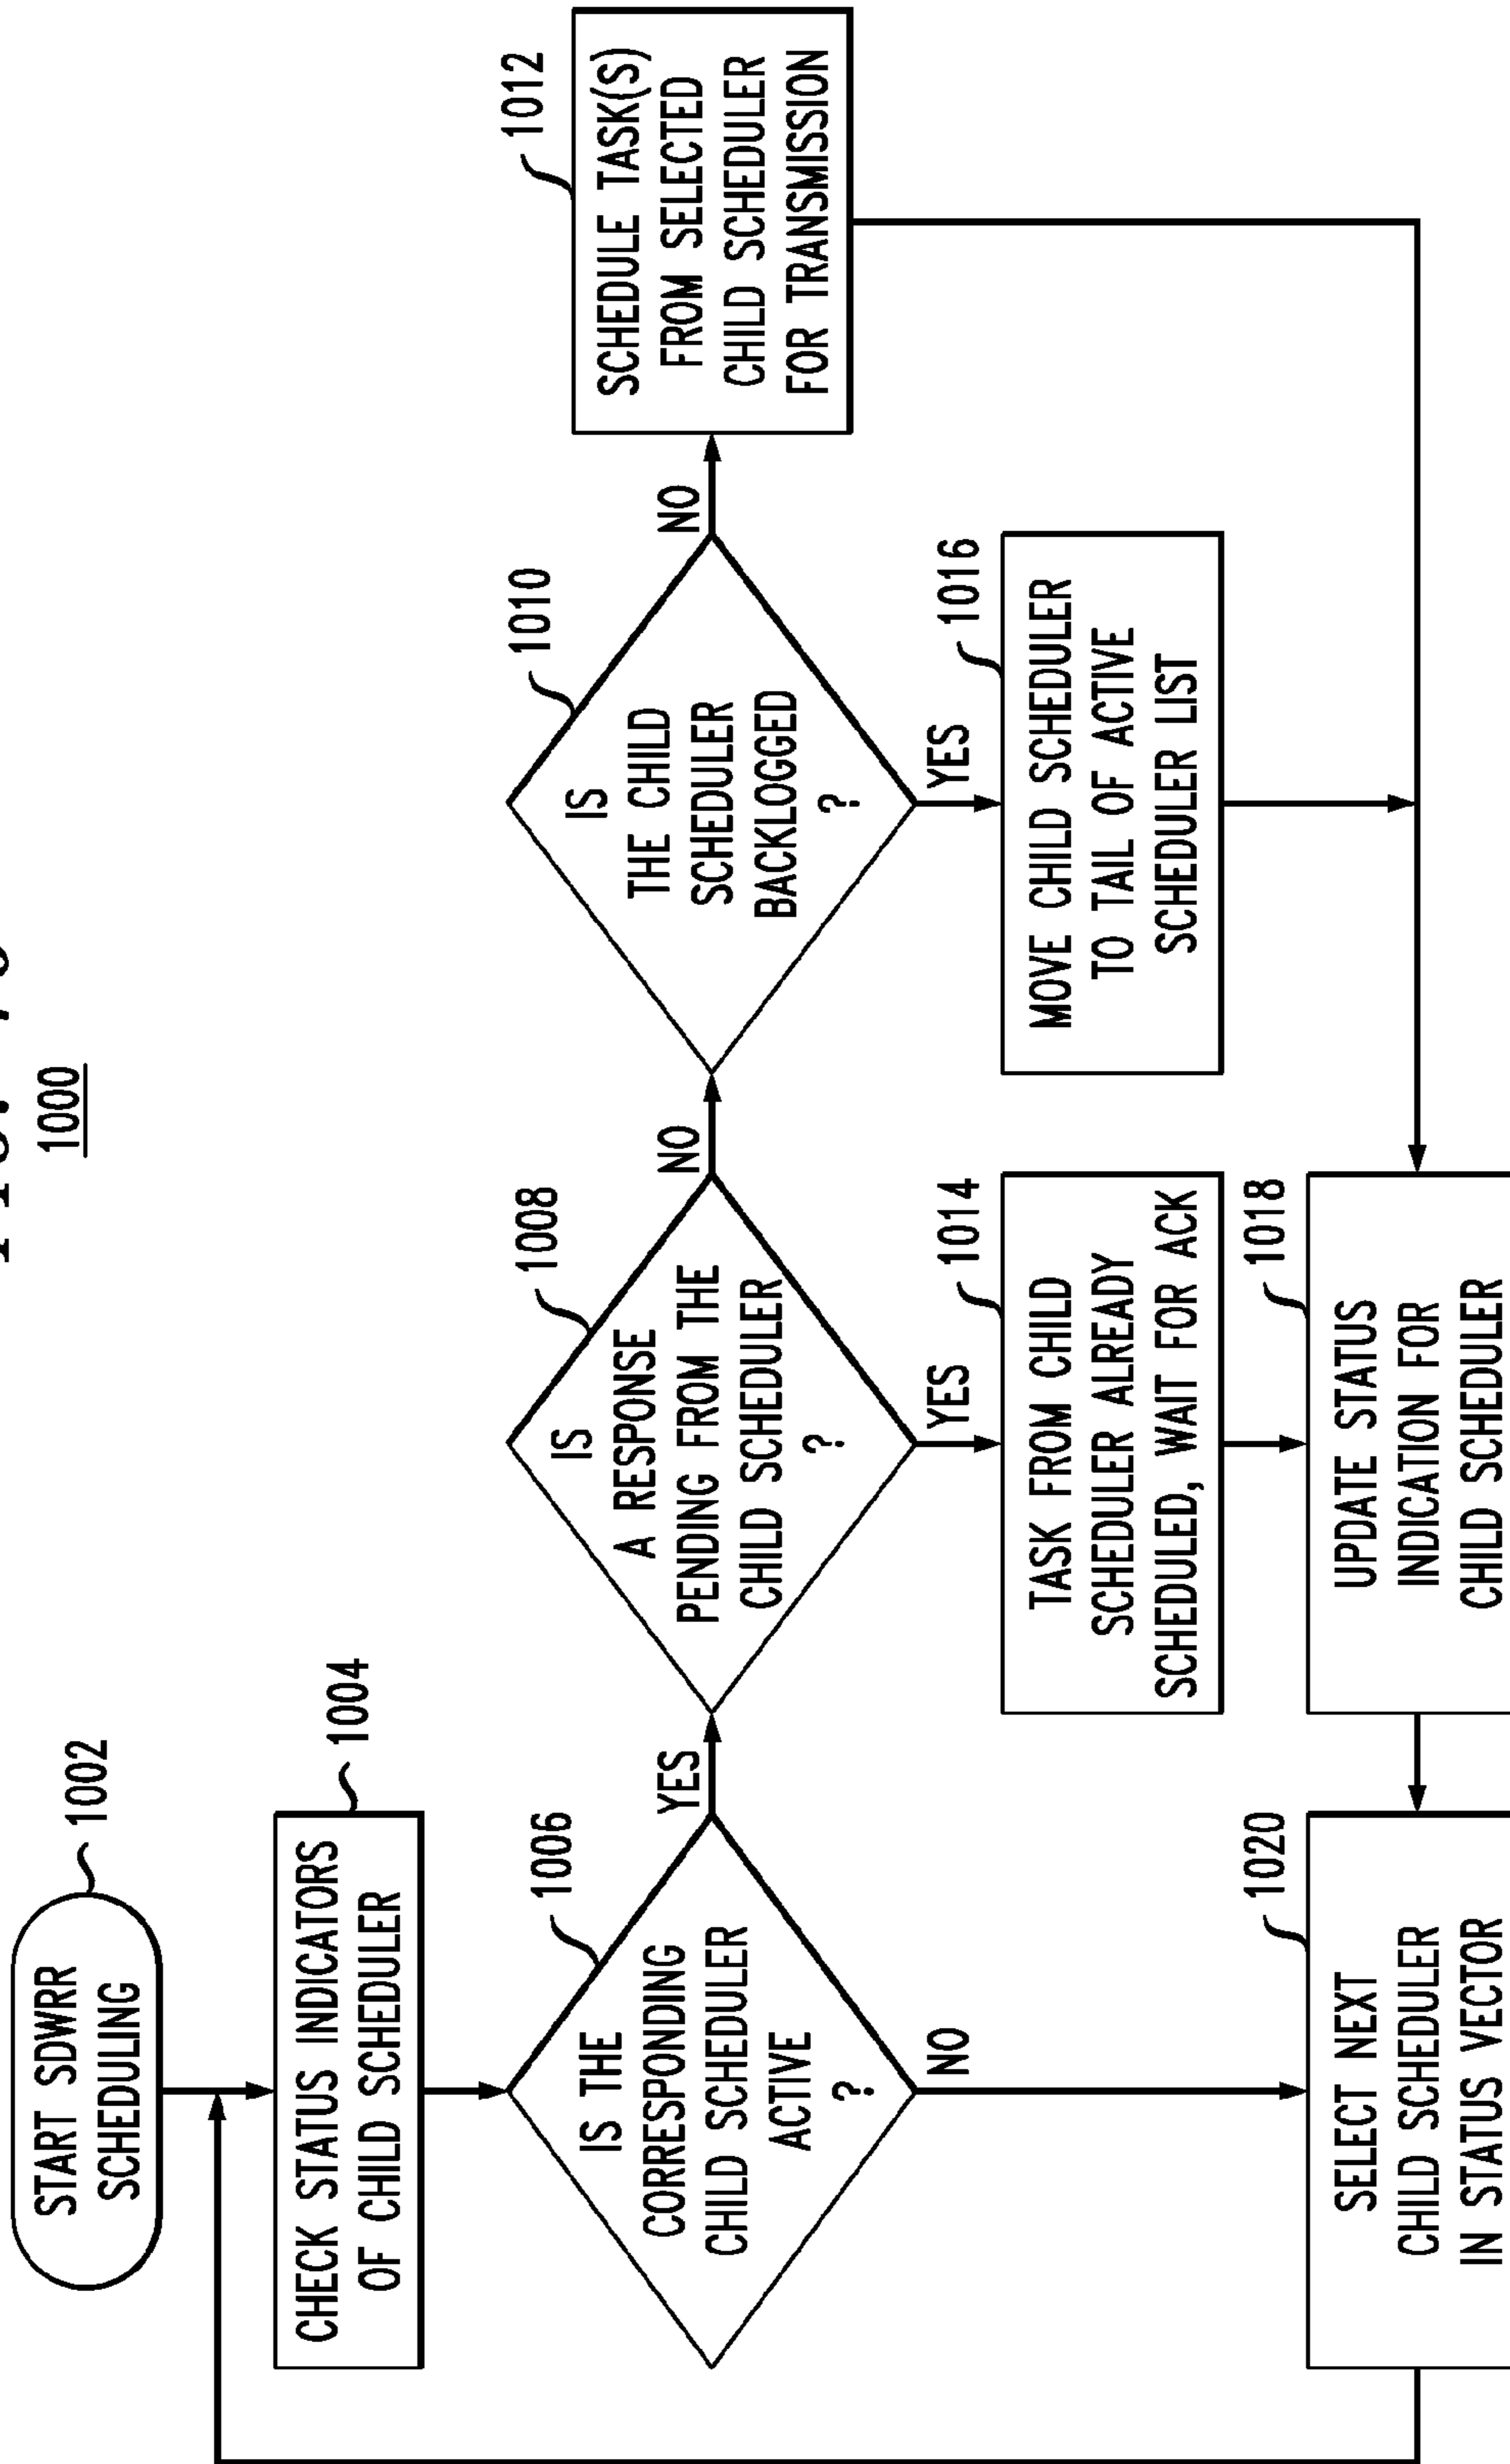 1000
START SDWRR
SCHEDULING
1002
CHECK STATUS INDICATORS
OF CHILD SCHEDULER
1004
IS THE
CORRESPONDING
CHILD SCHEDULER
ACTIVE
?
1006
YES
NO
IS
A RESPONSE
PENDING FROM THE
CHILD SCHEDULER
?
1008
NO
YES
IS
THE CHILD
SCHEDULER
BACKLOGGED
?
1010
NO
YES
SCHEDULE TASK(S)
FROM SELECTED
CHILD SCHEDULER
FOR TRANSMISSION
1012
TASK FROM CHILD
SCHEDULER ALREADY
SCHEDULED, WAIT FOR ACK
1014
MOVE CHILD SCHEDULER
TO TAIL OF ACTIVE
SCHEDULER LIST
1016
UPDATE STATUS
INDICATION FOR
CHILD SCHEDULER
1018
SELECT NEXT
CHILD SCHEDULER
IN STATUS VECTOR
1020